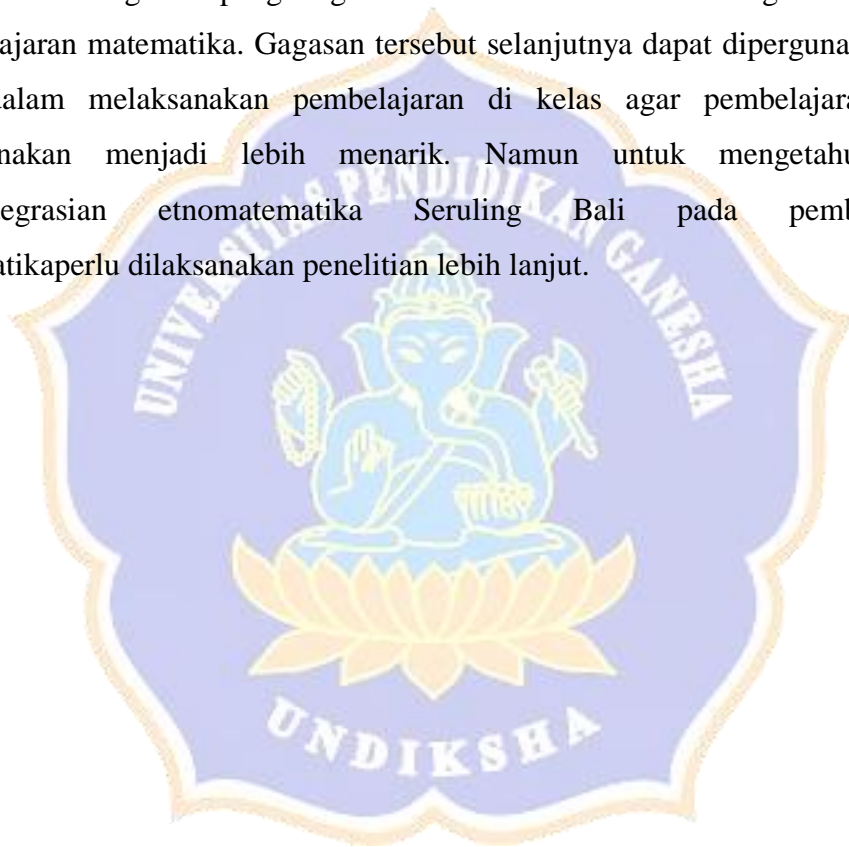 ajaran matematika. Gagasan tersebut selanjutnya dapat diperguna
dalam melaksanakan pembelajaran di kelas agar pembelajara
nakan menjadi lebih menarik. Namun untuk mengetahu
egrasian etnomatematika Seruling Bali pada pemb
atikaperlu dilaksanakan penelitian lebih lanjut.
UNIVERSITAS PENDIDIKAN GANESHA
UNDIKSHA